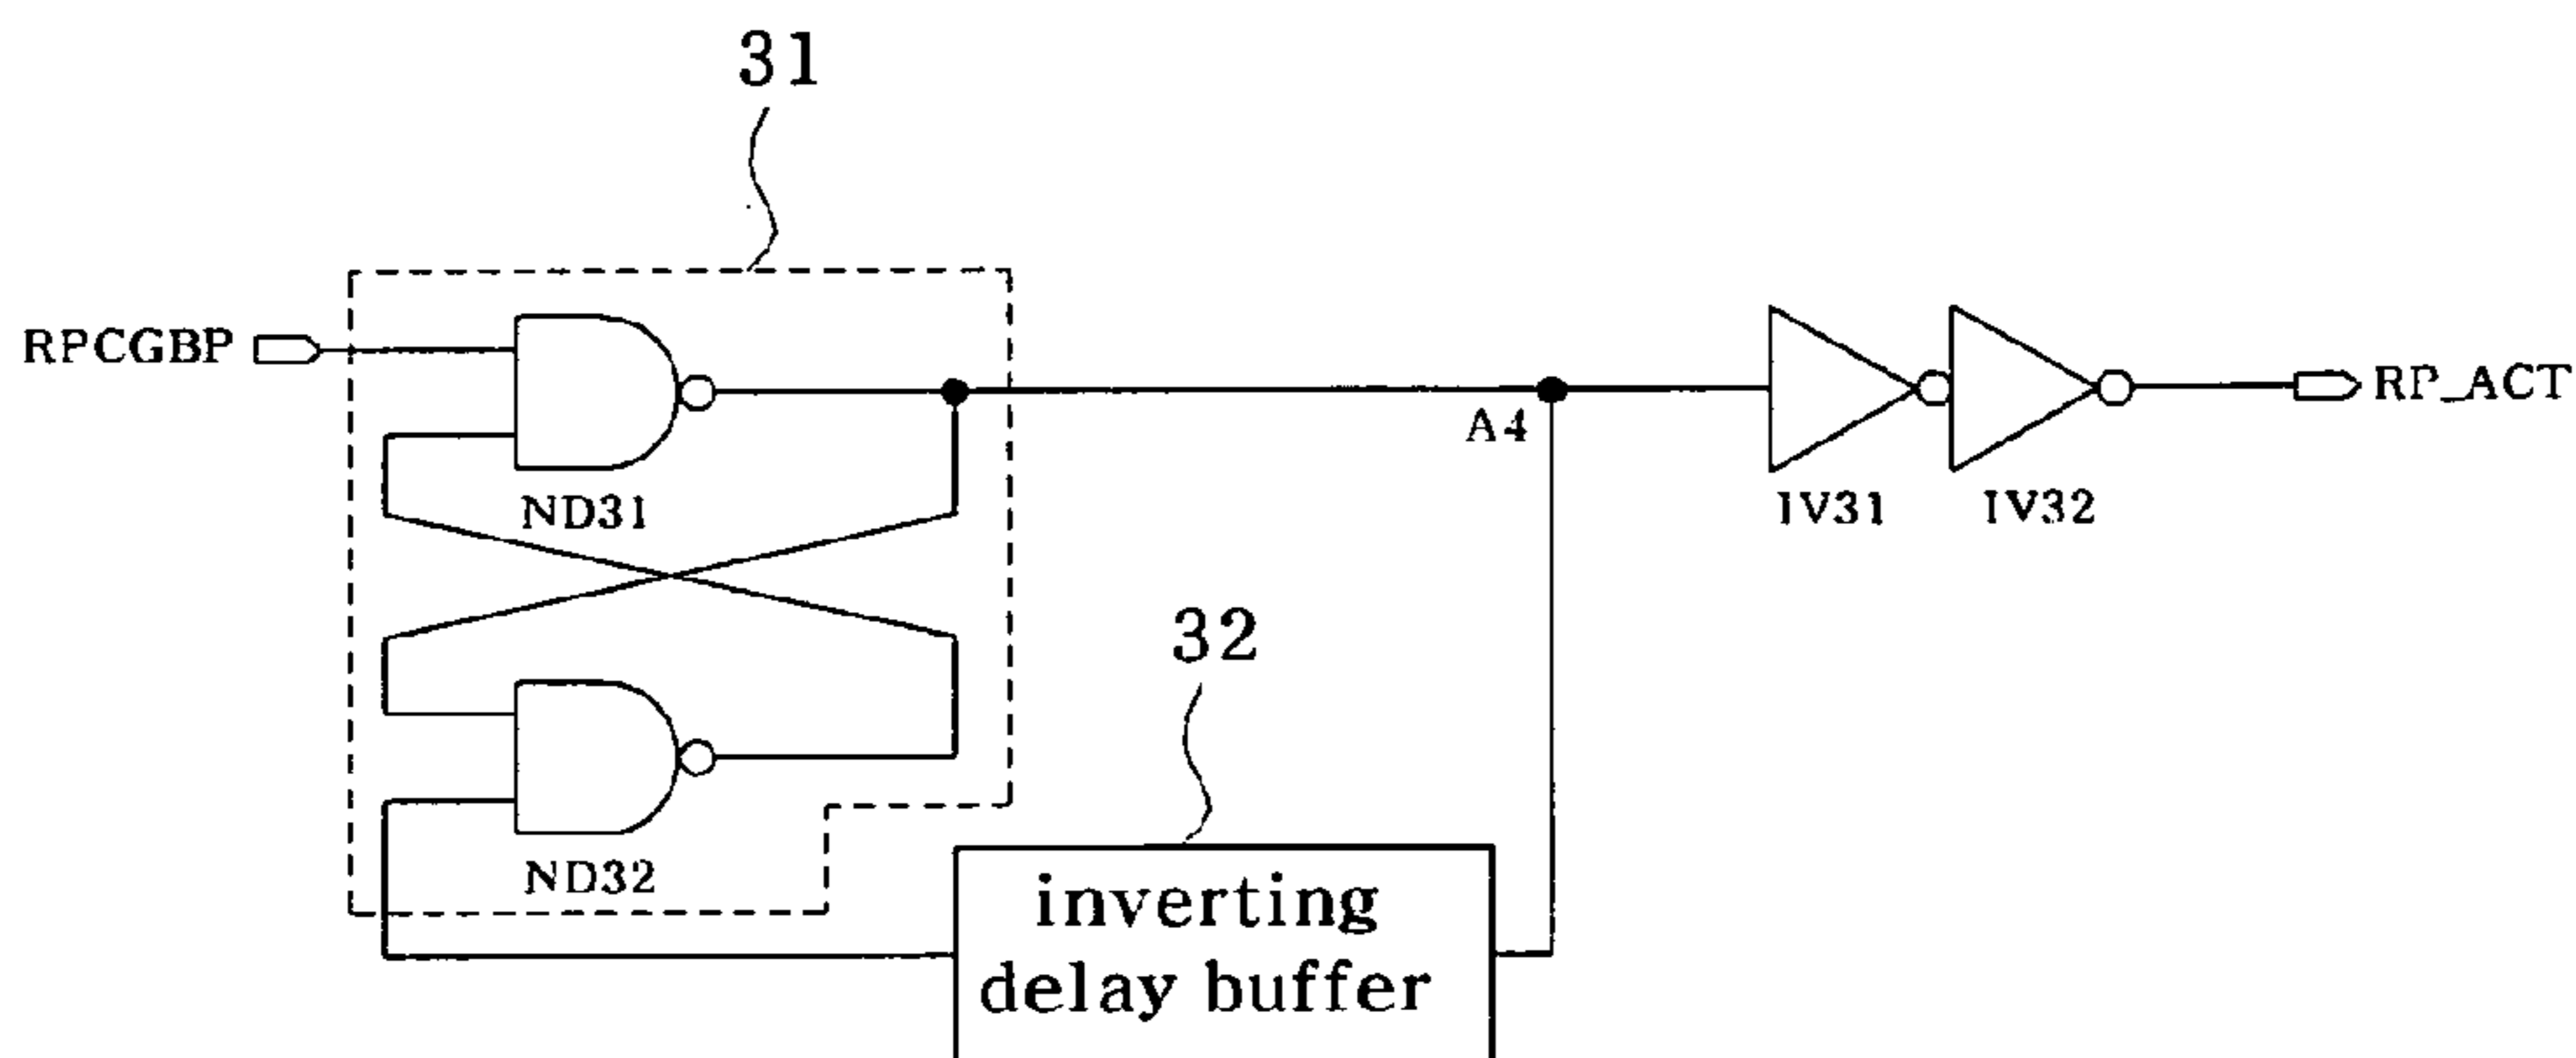 31
RPCGBP
A4
RP_ACT
ND31
IV31
IV32
32
ND32
inverting
delay buffer